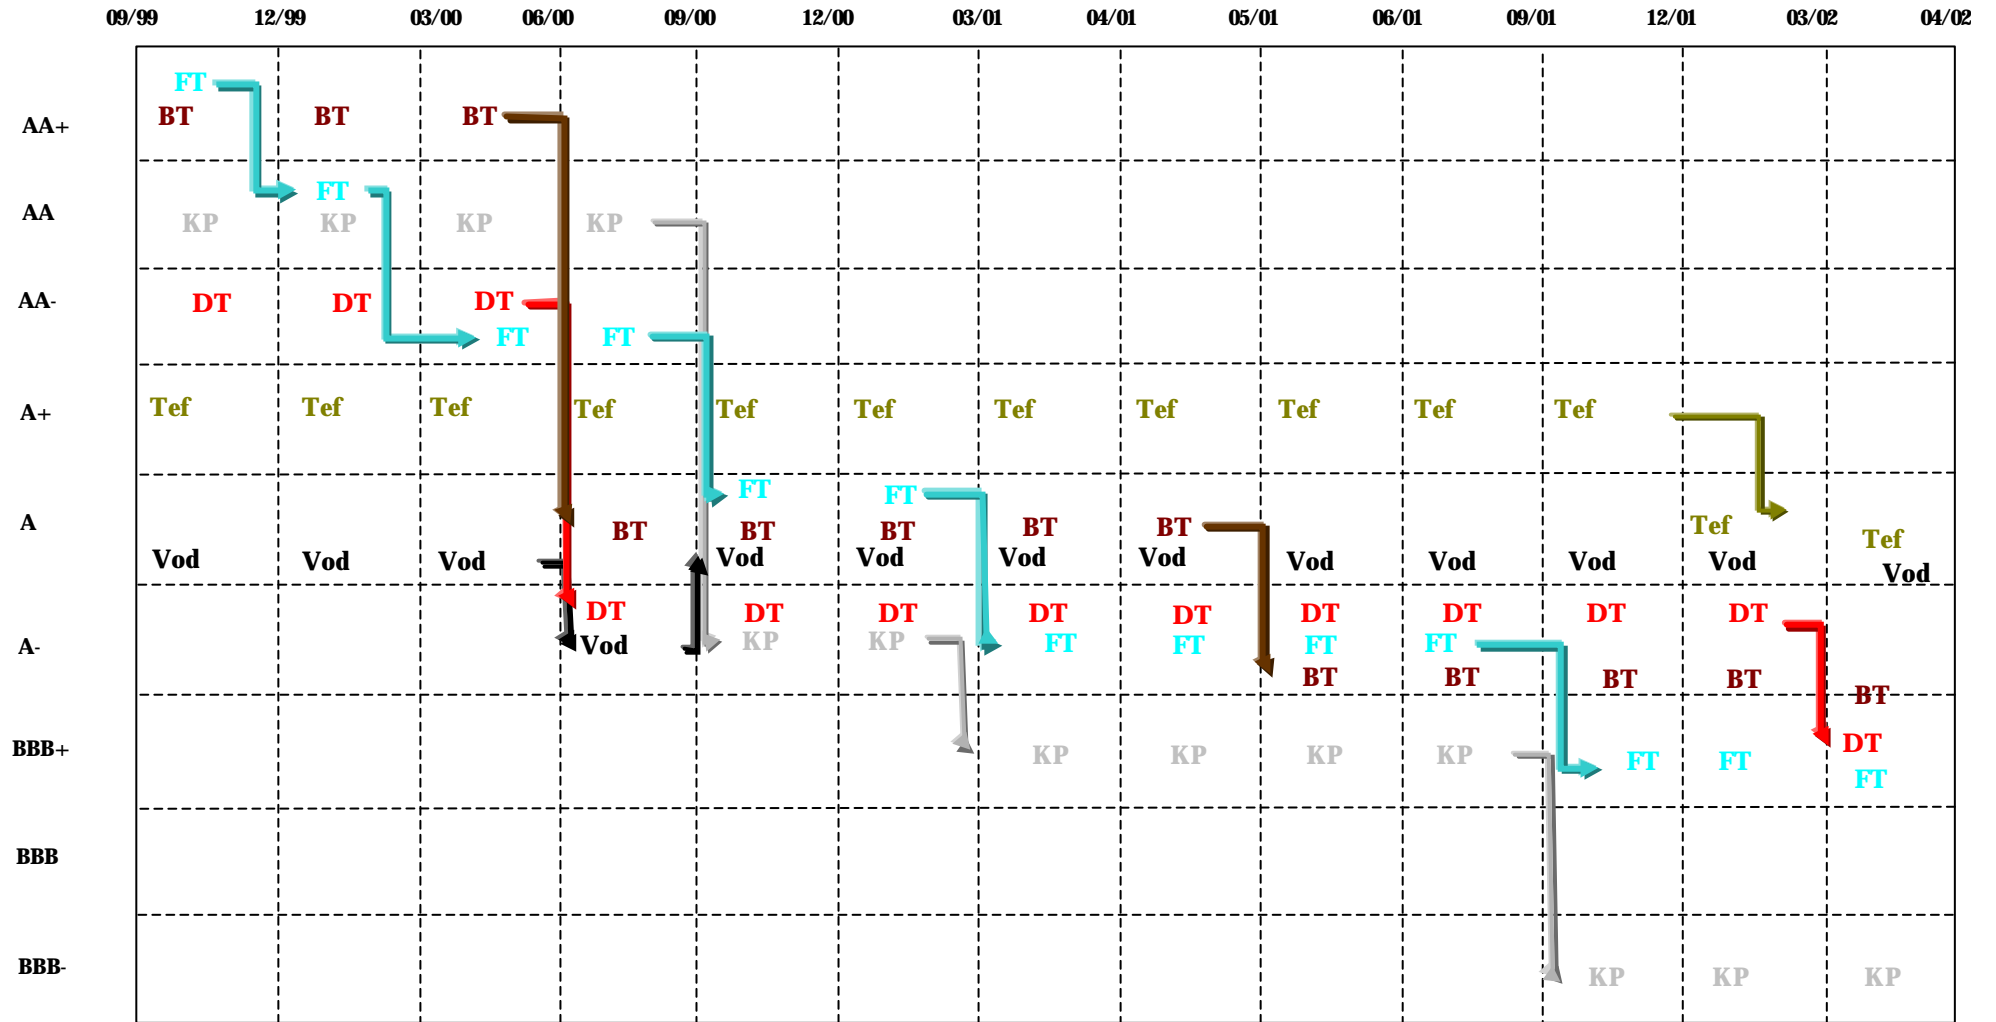 09/99 12/99 03/00 06/00 09/00 12/00 03/01 04/01 05/01 06/01 09/01 12/01 03/02 04/02
FT
AA+ BT BT BT
FT
AA KP KP KP KP
AA- DT DT DT
FT FT
A+ Tef Tef Tef Tef Tef Tef Tef Tef Tef Tef Tef
FT FT
A BT BT BT BT BT Tef Tef
Vod Vod Vod Vod Vod Vod Vod Vod Vod Vod Vod Vod
DT DT DT DT DT DT DT DT DT
A- Vod KP KP FT FT FT FT
BT BT BT BT BT
BBB+ KP KP KP KP FT FT DT
FT
BBB
BBB- KP KP KP